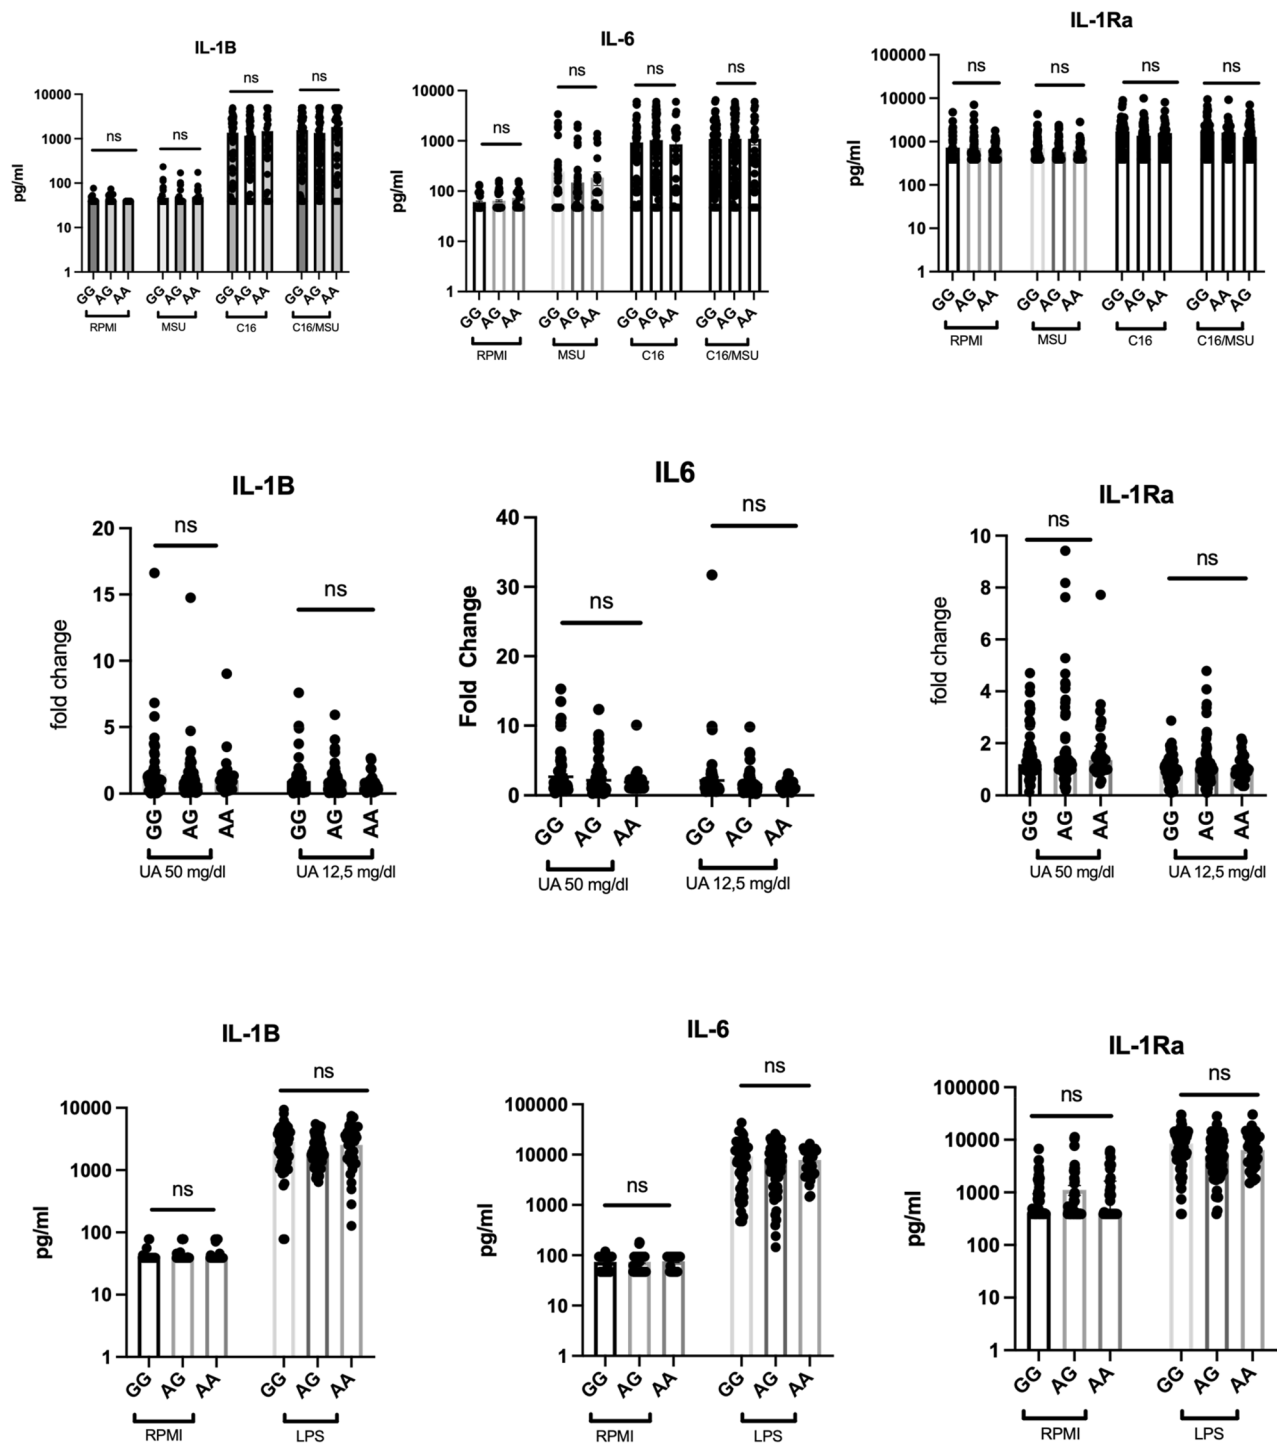 IL-1B
ns
ns
ns
ns
10000
1000
100
10
1
pg/ml
GG AG AA GG AG AA GG AG AA GG AG AA
RPMI MSU C16 C16/MSU
IL-6
ns
ns
ns
ns
10000
1000
100
10
1
pg/ml
GG AG AA GG AG AA GG AG AA GG AG AA
RPMI MSU C16 C16/MSU
IL-1Ra
ns
ns
ns
ns
100000
10000
1000
100
10
1
pg/ml
GG AG AA GG AG AA GG AG AA GG AA AG
RPMI MSU C16 C16/MSU
IL-1B
ns
ns
20
15
10
5
0
fold change
GG AG AA GG AG AA
UA 50 mg/dl UA 12,5 mg/dl
IL6
ns
ns
40
30
20
10
0
Fold Change
GG AG AA GG AG AA
UA 50 mg/dl UA 12,5 mg/dl
IL-1Ra
ns
ns
10
8
6
4
2
0
fold change
GG AG AA GG AG AA
UA 50 mg/dl UA 12,5 mg/dl
IL-1B
ns
ns
10000
1000
100
10
1
pg/ml
GG AG AA GG AG AA
RPMI LPS
IL-6
ns
ns
100000
10000
1000
100
10
1
pg/ml
GG AG AA GG AG AA
RPMI LPS
IL-1Ra
ns
ns
100000
10000
1000
100
10
1
pg/ml
GG AG AA GG AG AA
RPMI LPS